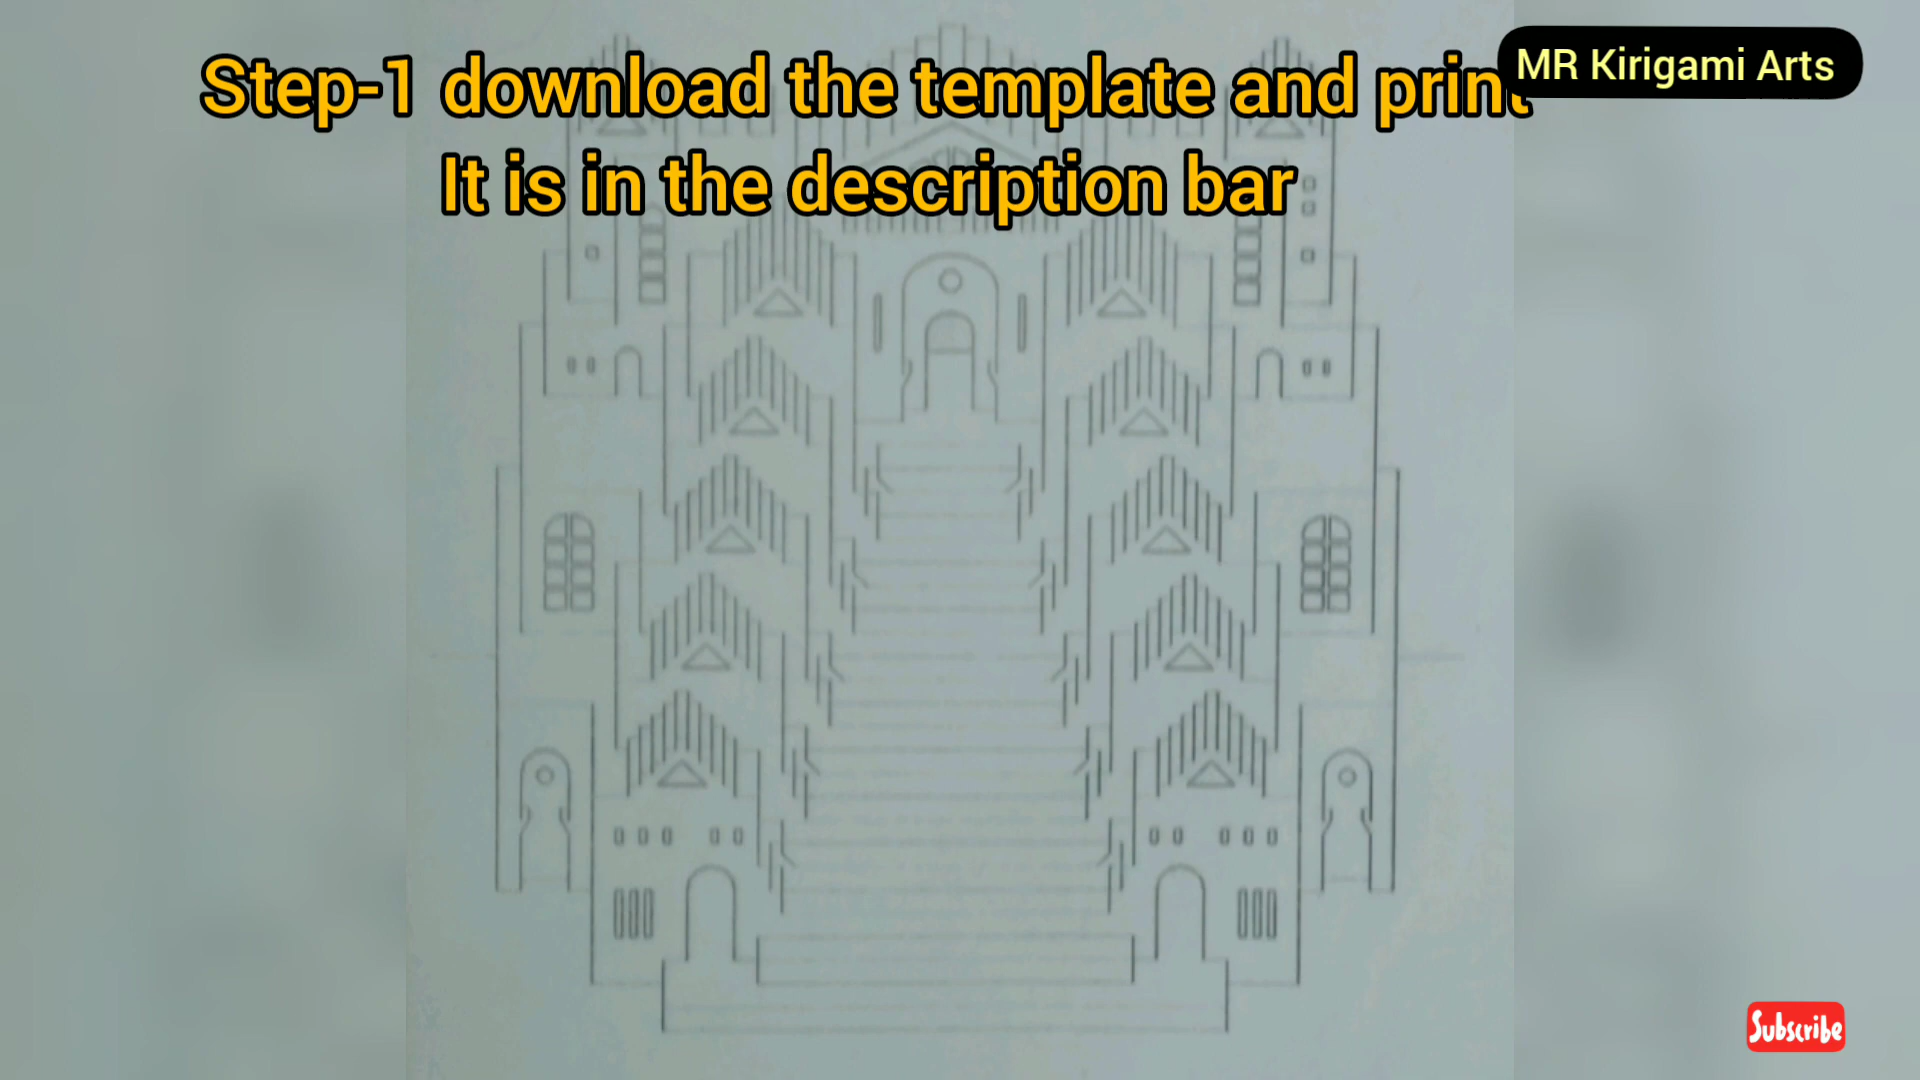 Step-1 download the template and print
MR Kirigami Arts
It is in the description bar
Subscribe